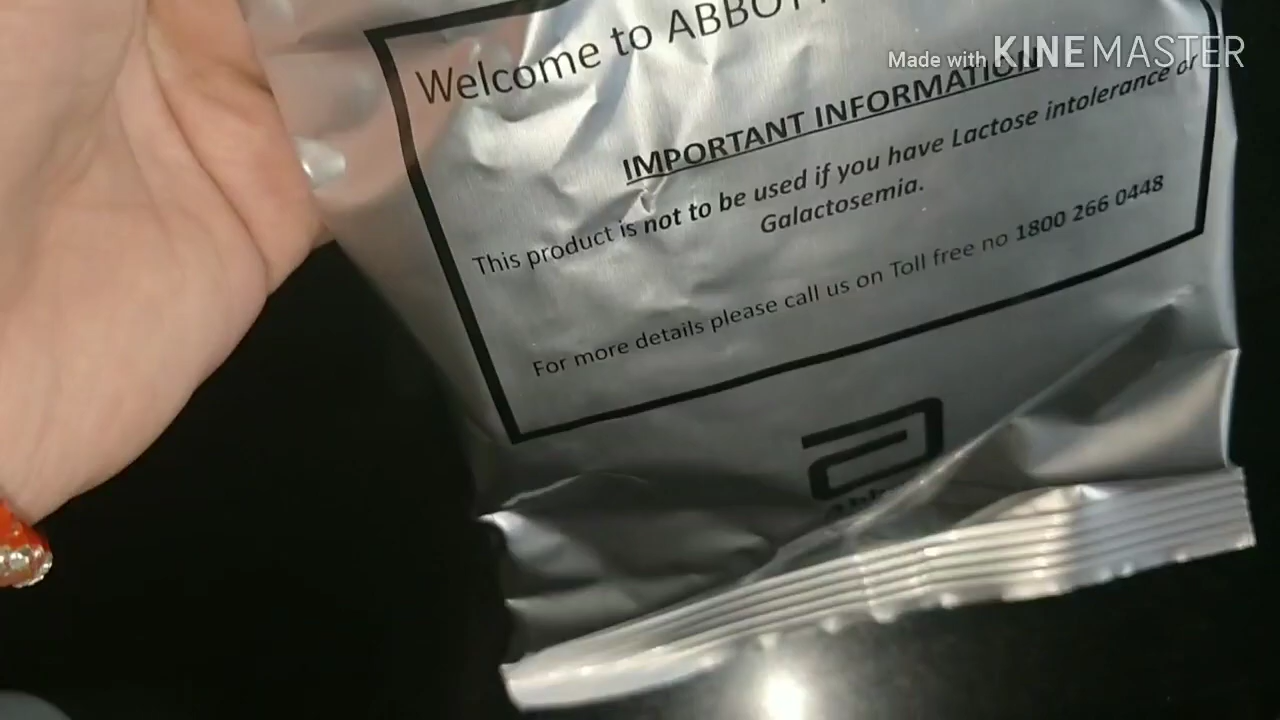 Welcome to ABBOTT
Made with KINEMASTER
IMPORTANT INFORMATION
This product is not to be used if you have Lactose intolerance or
Galactosemia.
For more details please call us on Toll free no 1800 266 0448